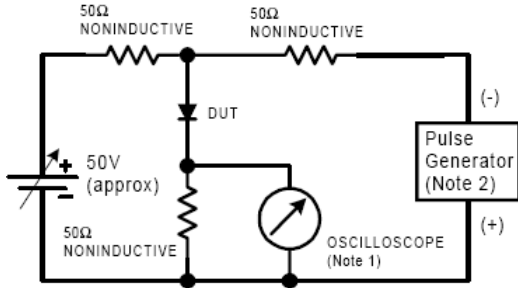 50Ω
NONINDUCTIVE
50Ω
NONINDUCTIVE
DUT
(-)
Pulse
Generator
(Note 2)
(+)
+
50V
(approx)
−
50Ω
NONINDUCTIVE
OSCILLOSCOPE
(Note 1)